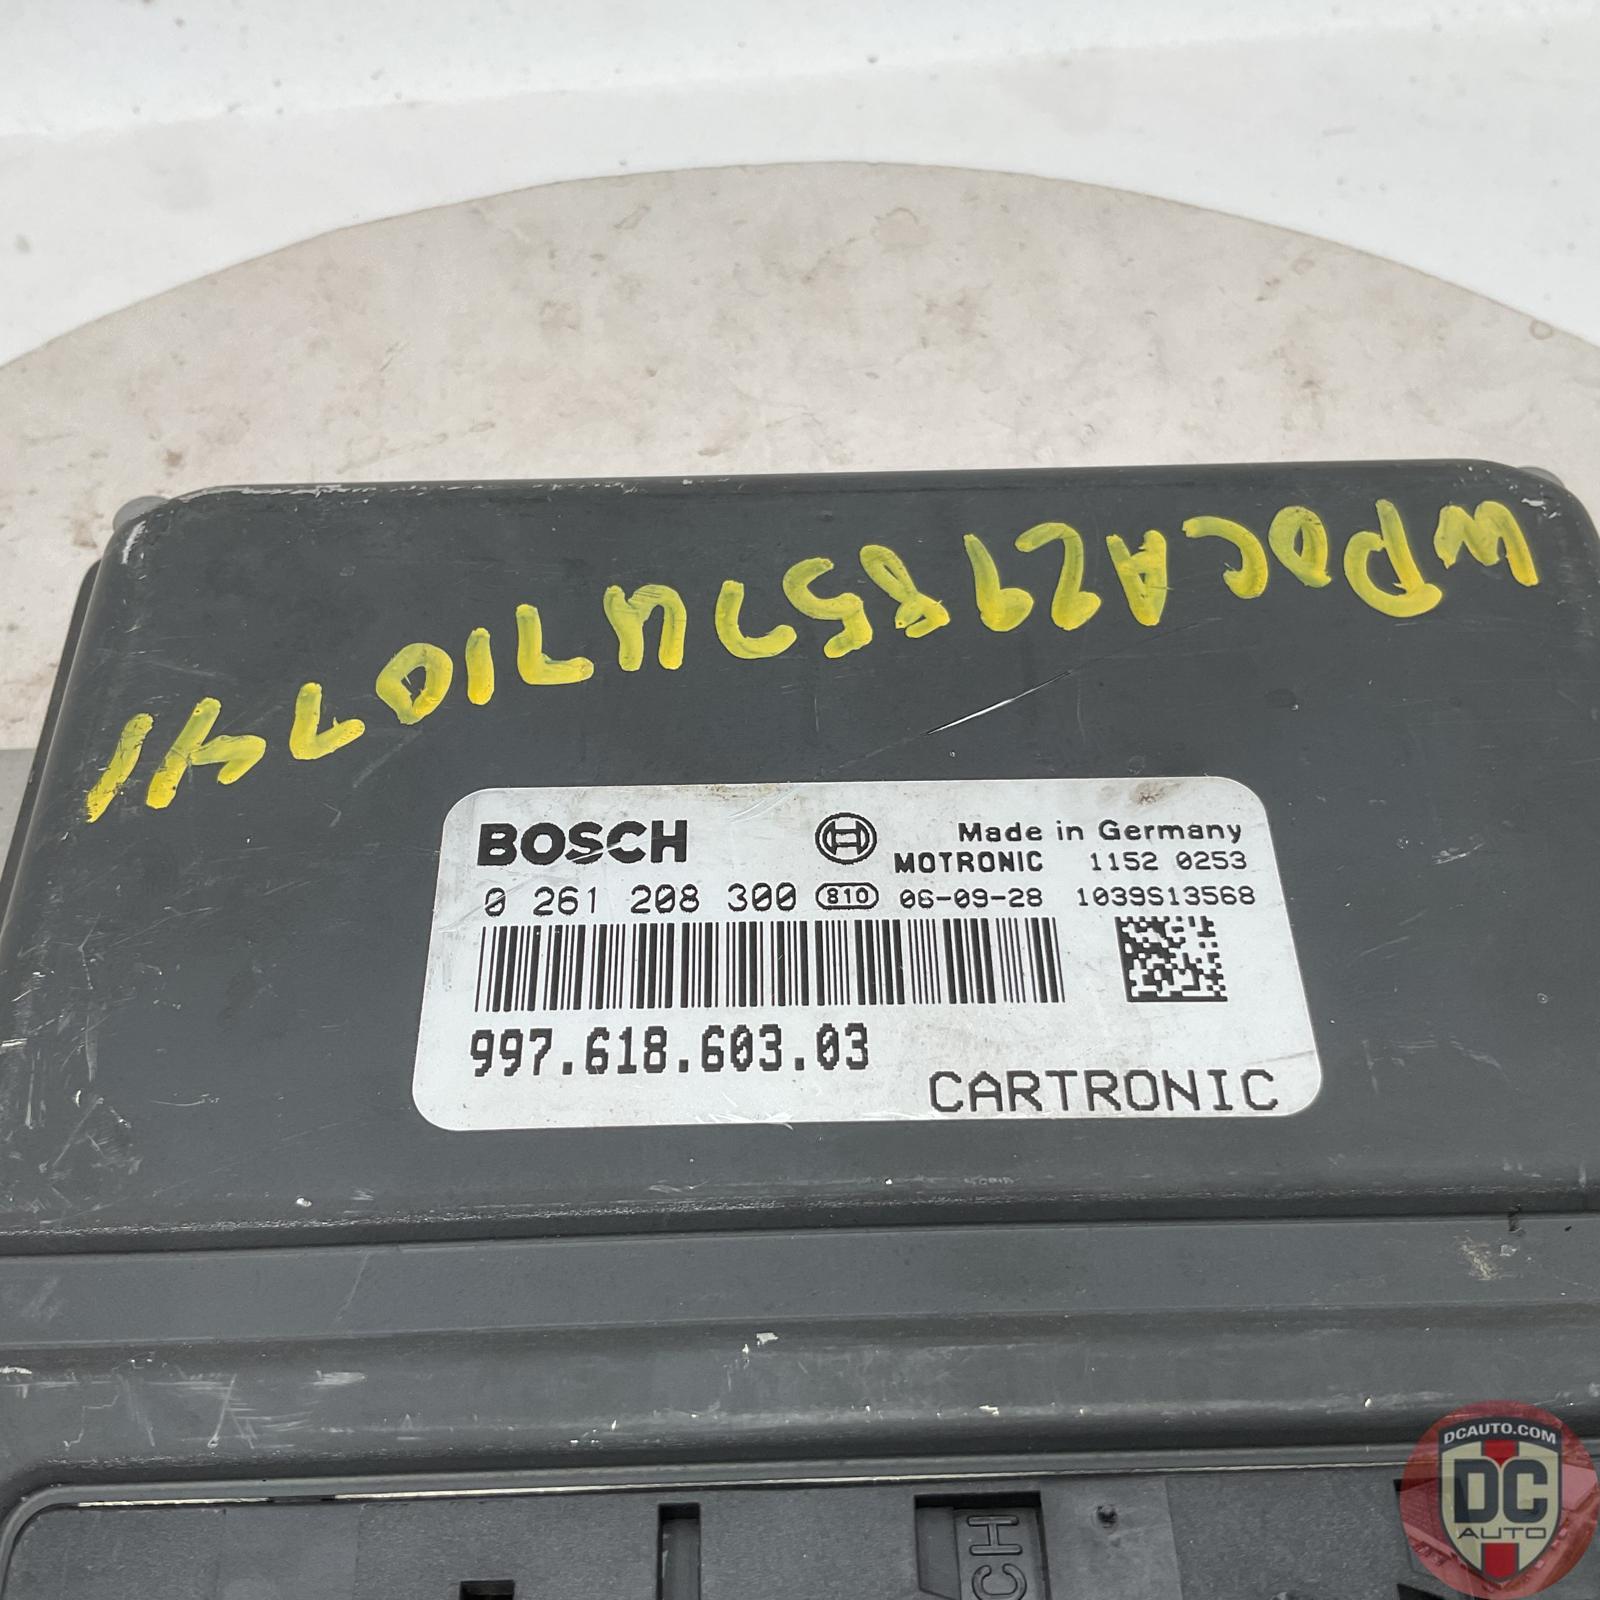 WP0CA29857U710741
BOSCH Made in Germany
MOTRONIC 1152 0253
0 261 208 300 810 06-09-28 1039S13568
997.618.603.03
CARTRONIC
CH
DCAUTO.COM
DC
AUTO